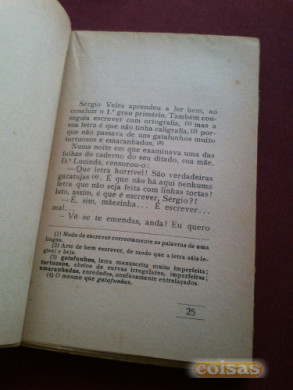 Sérgio Veira aprendeu a ler bem, ao
concluir o 1.º grau primário. Também con-
seguia escrever com ortografia, (1) mas a
sua letra é que não tinha caligrafia, (2) por-
que não passava de uns gatafunhos muito
tortuosos e emaranhados. (3)
Numa noite em que examinava uma das
folhas do caderno do seu ditado, sua mãe,
D.ª Lucinda, censurou-o:
— Que letra horrível! São verdadeiras
garatujas (4). E que não há aqui nenhuma
letra que não seja feita com linhas tortas!
Isto, assim, é que é escrever, Sérgio?!
— É, sim, mãezinha... É escrever...
mal...
— Vê se te emendas, anda! Eu quero
(1) Modo de escrever correctamente as palavras de uma
língua.
(2) Arte de bem escrever, de modo que a letra saia le-
gível e bela.
(3) gatafunhos, letra manuscrita muito imperfeita;
tortuosos, cheios de curvas irregulares, imperfeitas;
emaranhados, enredados, confusamente entrelaçados
(4) O mesmo que gatafunhos.
25
coisas